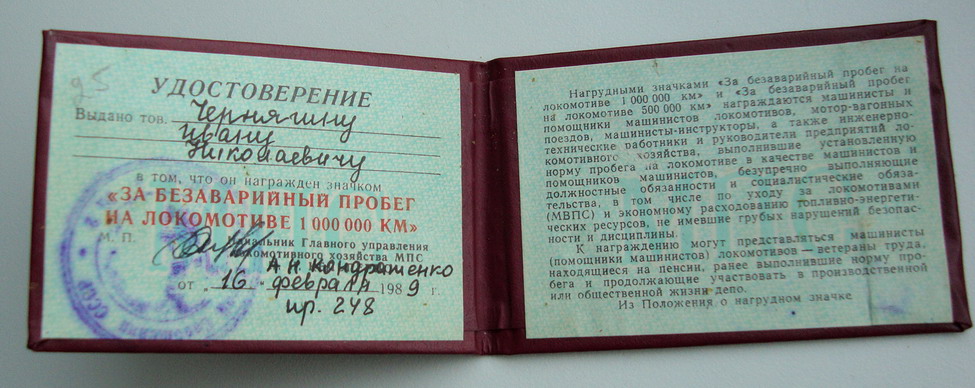 95
УДОСТОВЕРЕНИЕ
Выдано тов. Чернягину
Ивану
Николаевичу
в том, что он награжден значком
«ЗА БЕЗАВАРИЙНЫЙ ПРОБЕГ
НА ЛОКОМОТИВЕ 1 000 000 КМ»
М. П.
Начальник Главного управления
локомотивного хозяйства МПС
А Н Кондратенко
от „16“ февраля 1989 г.
пр. 248
СССР
Нагрудными значками «За безаварийный пробег на
локомотиве 1 000 000 км» и «За безаварийный пробег
на локомотиве 500 000 км» награждаются машинисты и
помощники машинистов локомотивов, мотор-вагонных
поездов, машинисты-инструкторы, а также инженерно-
технические работники и руководители предприятий ло-
комотивного хозяйства, выполнившие установленную
норму пробега на локомотиве в качестве машинистов и
помощников машинистов, безупречно выполняющие
должностные обязанности и социалистические обяза-
тельства, в том числе по уходу за локомотивами
(МВПС) и экономному расходованию топливно-энергети-
ческих ресурсов, не имевшие грубых нарушений безопас-
ности и дисциплины.
К награждению могут представляться машинисты
(помощники машинистов) локомотивов — ветераны труда,
находящиеся на пенсии, ранее выполнившие норму про-
бега и продолжающие участвовать в производственной
или общественной жизни депо.
Из Положения о нагрудном значке